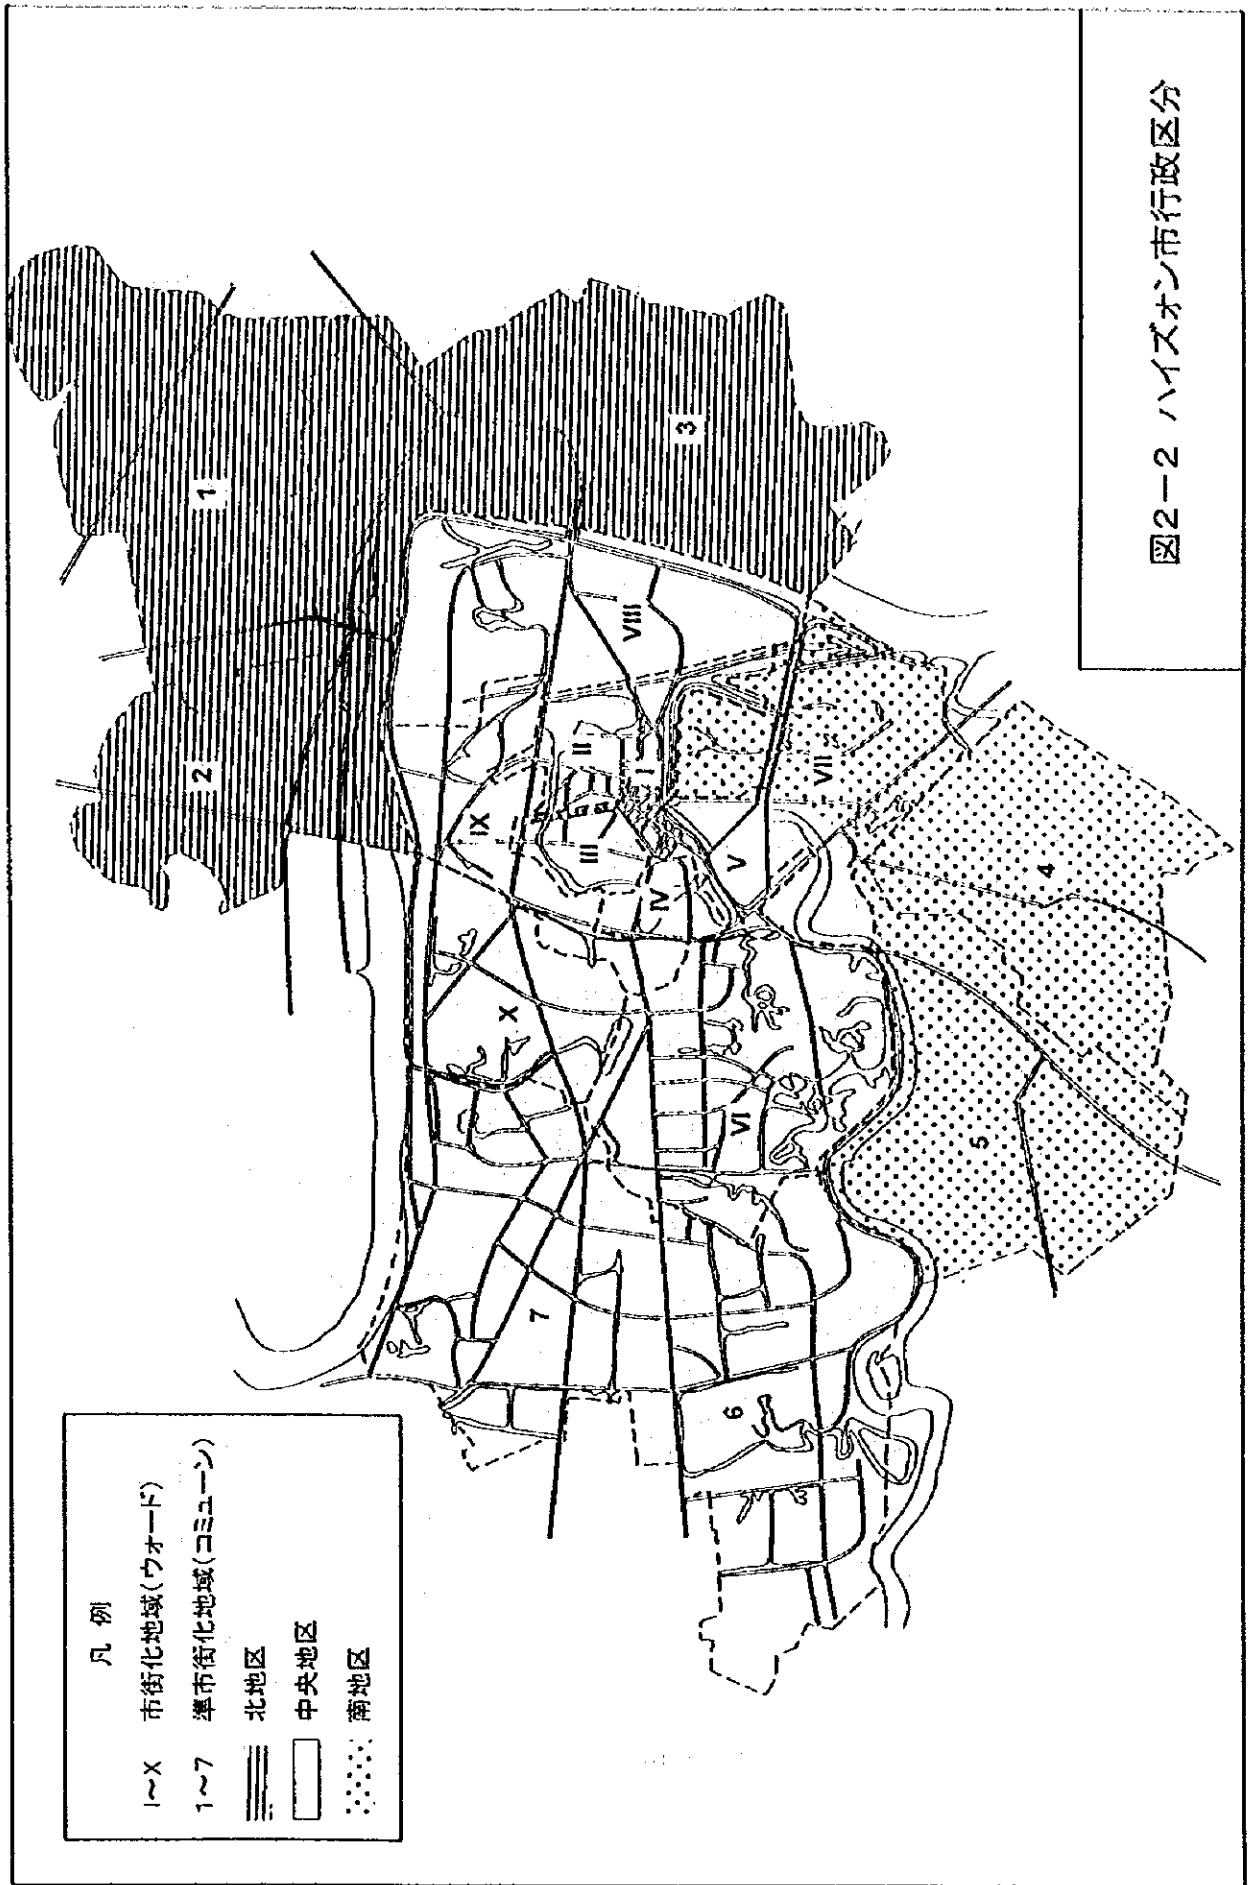 凡例
I～X 市街化地域(ウォード)
1～7 準市街化地域(コミューン)
北地区
中央地区
南地区
1
2
3
IX
X
II
VIII
III
I
IV
V
VII
VI
7
6
4
5
図2-2 ハイズオン市行政区分